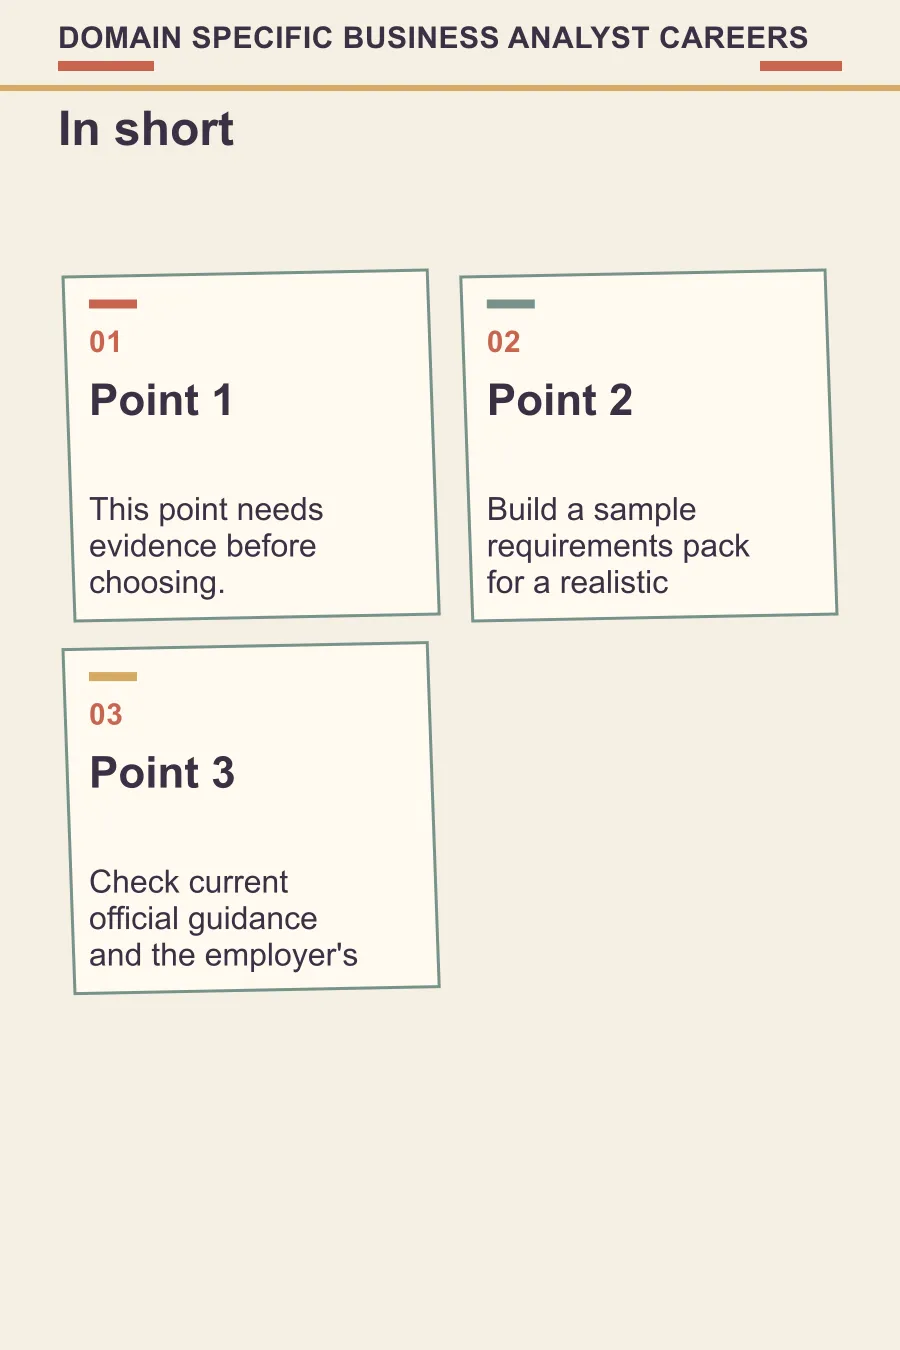 DOMAIN SPECIFIC BUSINESS ANALYST CAREERS
In short
01
Point 1
This point needs
evidence before
choosing.
02
Point 2
Build a sample
requirements pack
for a realistic
03
Point 3
Check current
official guidance
and the employer's